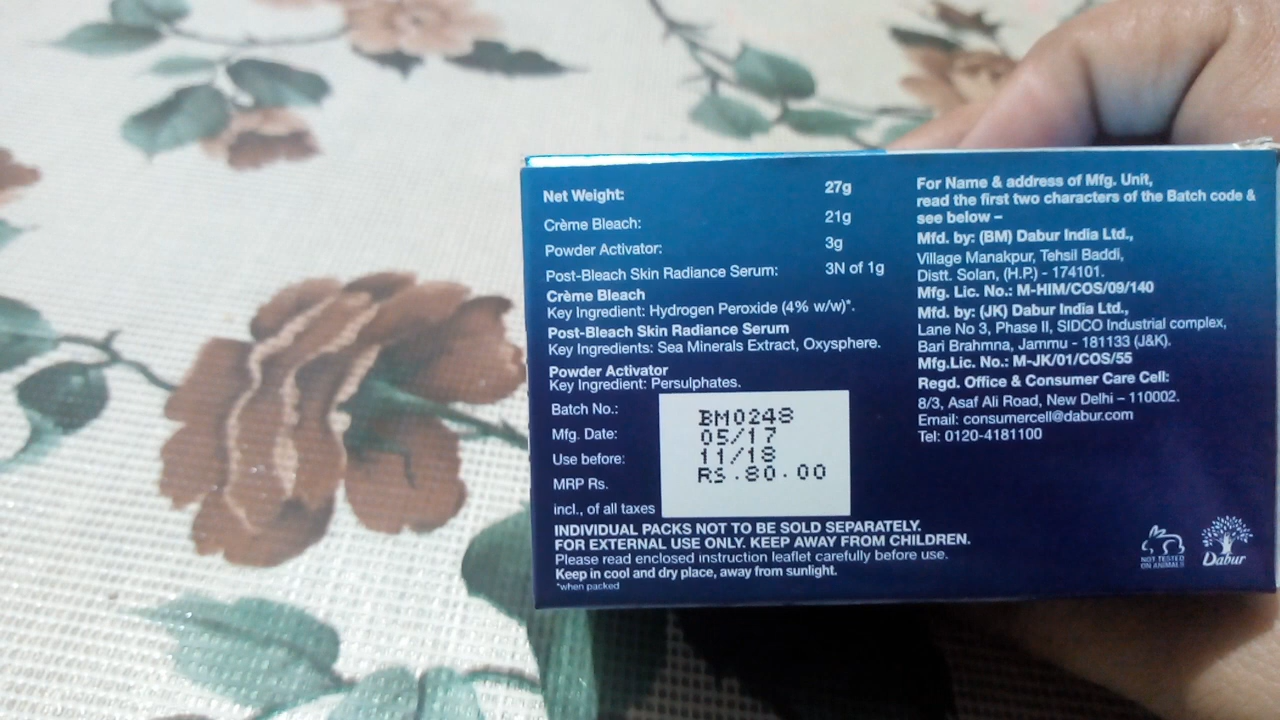 Net Weight: 27g
Crème Bleach: 21g
Powder Activator: 3g
Post-Bleach Skin Radiance Serum: 3N of 1g
Crème Bleach
Key Ingredient: Hydrogen Peroxide (4% w/w)*.
Post-Bleach Skin Radiance Serum
Key Ingredients: Sea Minerals Extract, Oxysphere.
Powder Activator
Key Ingredient: Persulphates.
Batch No.: BM0248
Mfg. Date: 05/17
Use before: 11/18
MRP Rs. RS.80.00
incl., of all taxes
INDIVIDUAL PACKS NOT TO BE SOLD SEPARATELY.
FOR EXTERNAL USE ONLY. KEEP AWAY FROM CHILDREN.
Please read enclosed instruction leaflet carefully before use.
Keep in cool and dry place, away from sunlight.
*when packed
For Name & address of Mfg. Unit,
read the first two characters of the Batch code &
see below –
Mfd. by: (BM) Dabur India Ltd.,
Village Manakpur, Tehsil Baddi,
Distt. Solan, (H.P.) - 174101.
Mfg. Lic. No.: M-HIM/COS/09/140
Mfd. by: (JK) Dabur India Ltd.,
Lane No 3, Phase II, SIDCO Industrial complex,
Bari Brahmna, Jammu - 181133 (J&K).
Mfg.Lic. No.: M-JK/01/COS/55
Regd. Office & Consumer Care Cell:
8/3, Asaf Ali Road, New Delhi – 110002.
Email: consumercell@dabur.com
Tel: 0120-4181100
NOT TESTED
ON ANIMALS
Dabur